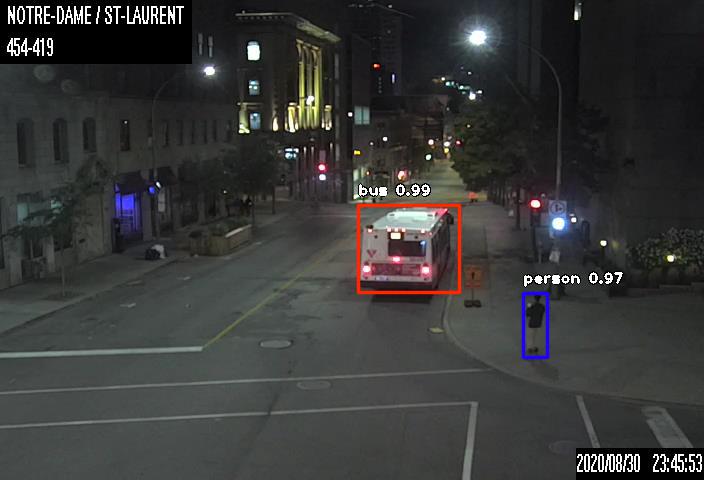 NOTRE-DAME / ST-LAURENT
454-419
bus 0.99
person 0.97
2020/08/30 23:45:53